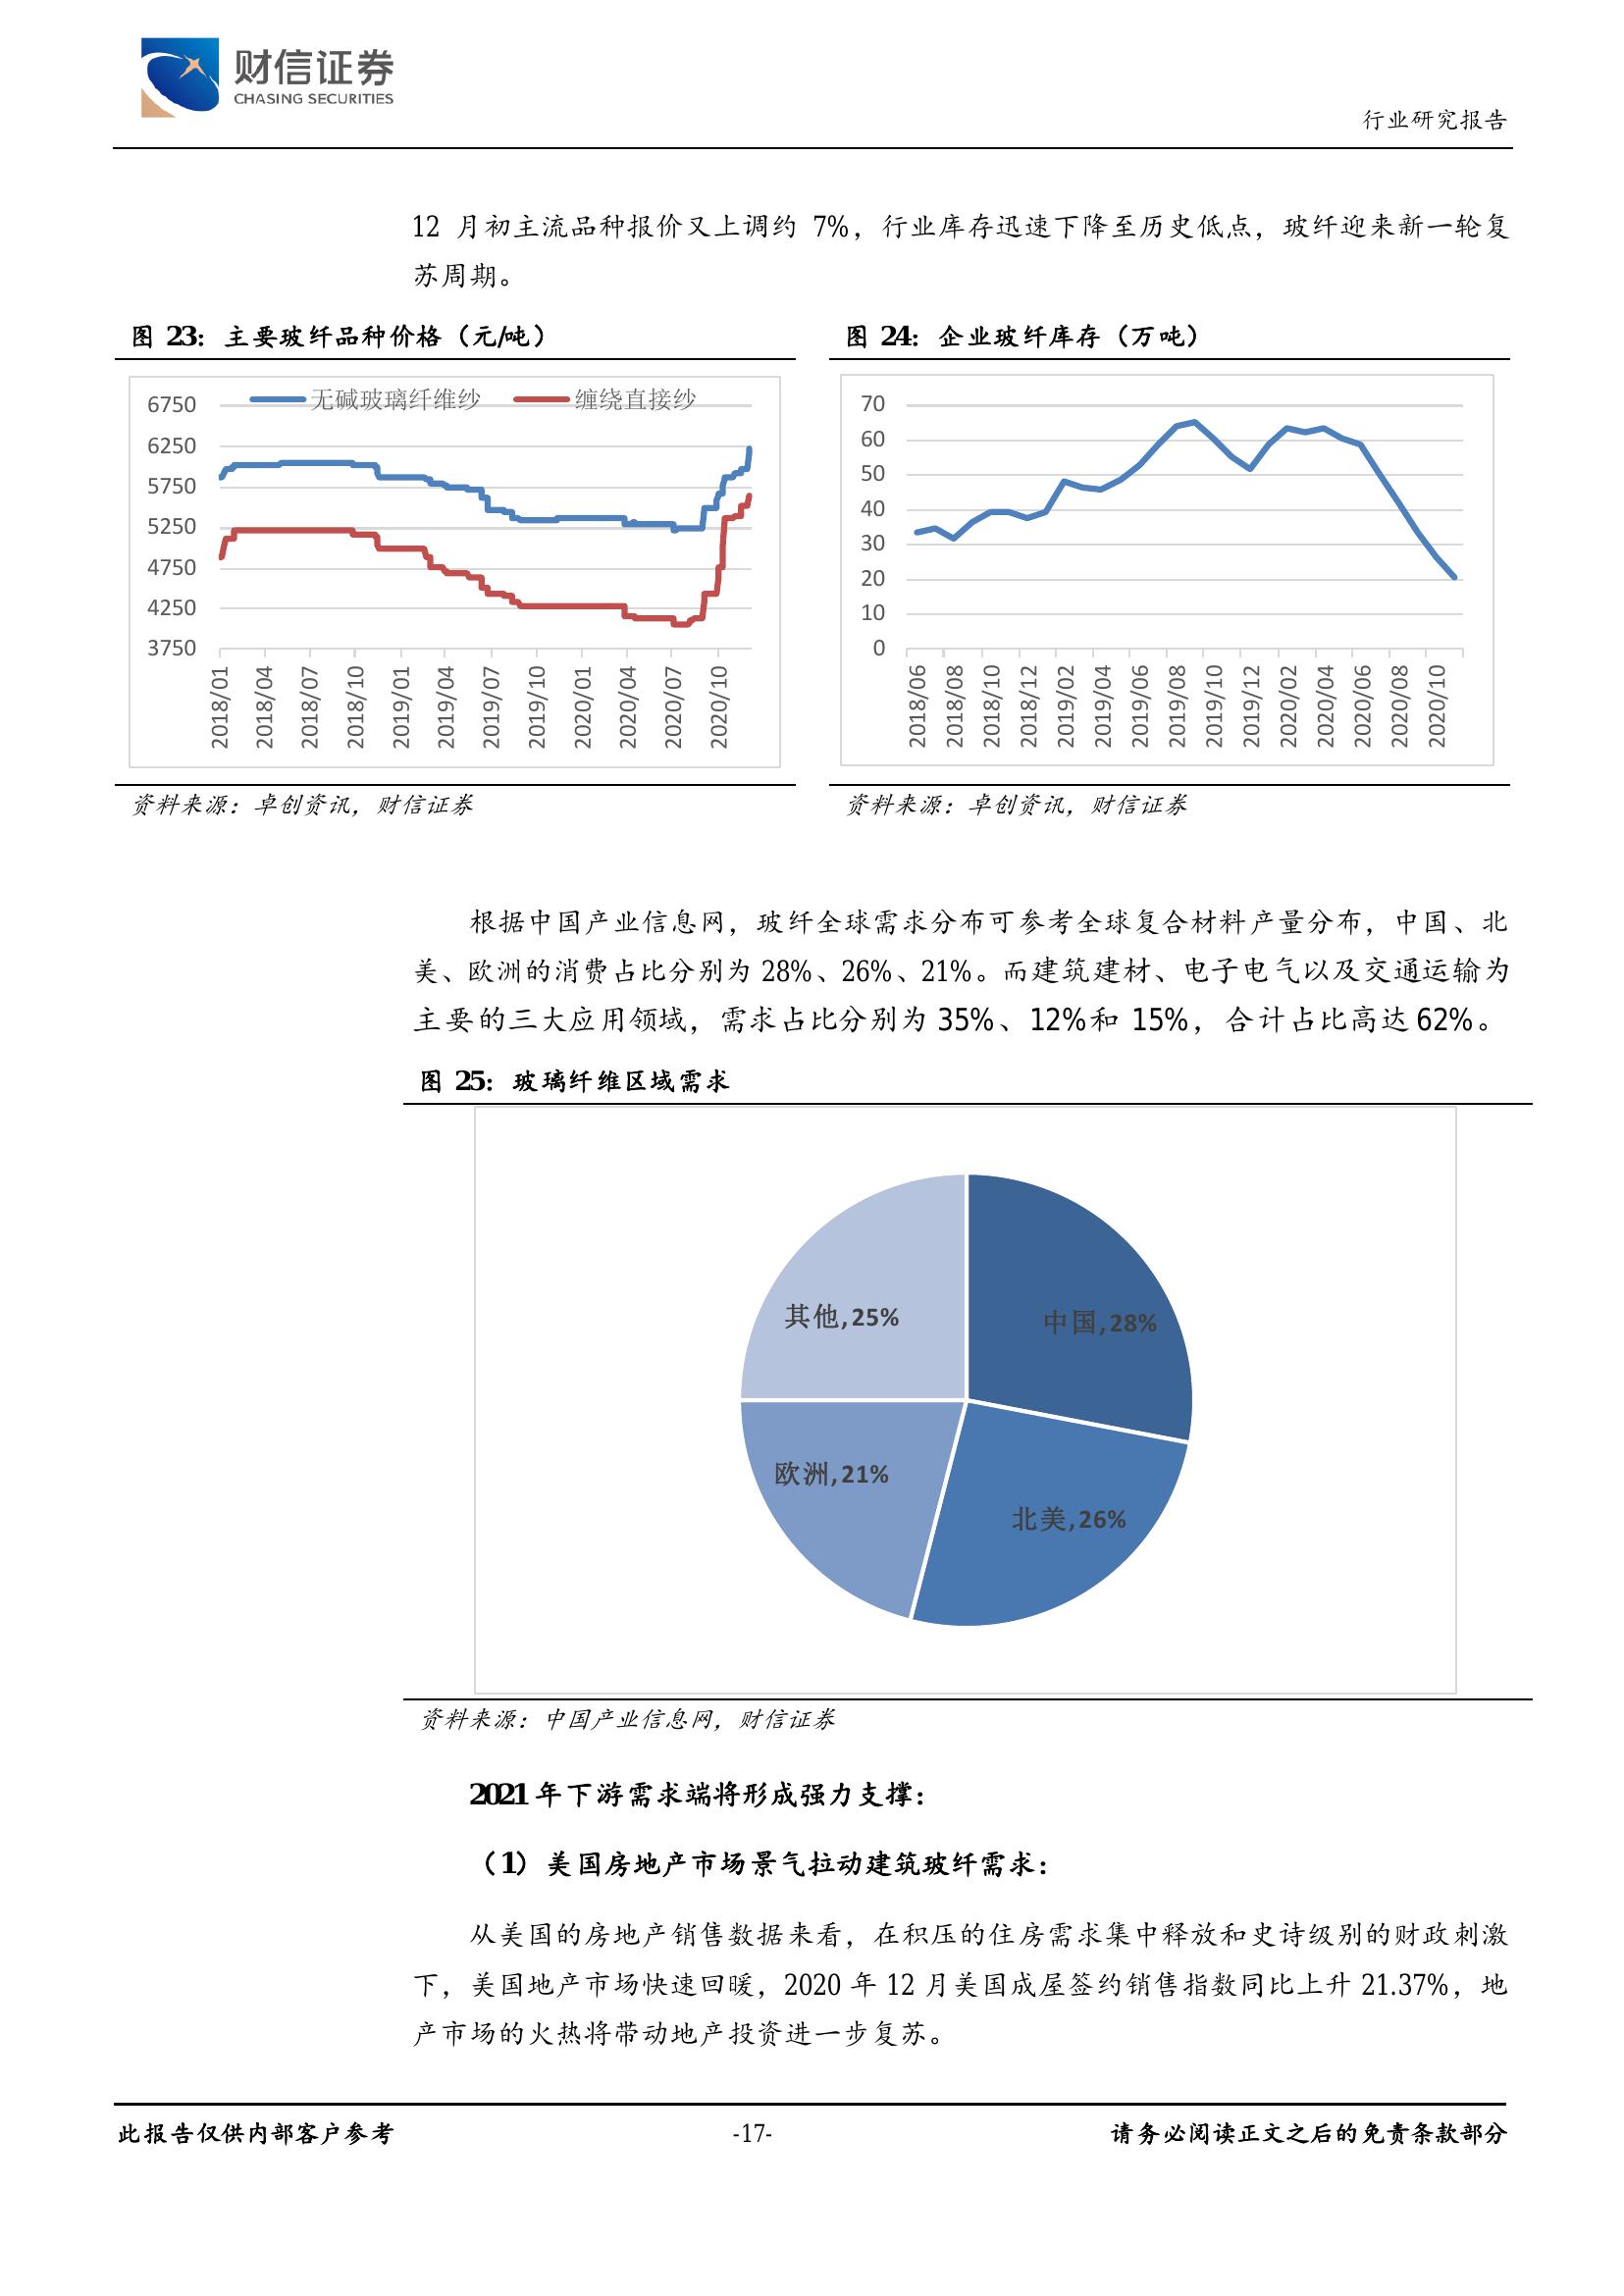 财信证券
CHASING SECURITIES
行业研究报告
12 月初主流品种报价又上调约 7%，行业库存迅速下降至历史低点，玻纤迎来新一轮复
苏周期。
图 23：主要玻纤品种价格（元/吨）
无碱玻璃纤维纱 缠绕直接纱
6750
6250
5750
5250
4750
4250
3750
2018/01 2018/04 2018/07 2018/10 2019/01 2019/04 2019/07 2019/10 2020/01 2020/04 2020/07 2020/10
资料来源：卓创资讯，财信证券
图 24：企业玻纤库存（万吨）
70
60
50
40
30
20
10
0
2018/06 2018/08 2018/10 2018/12 2019/02 2019/04 2019/06 2019/08 2019/10 2019/12 2020/02 2020/04 2020/06 2020/08 2020/10
资料来源：卓创资讯，财信证券
根据中国产业信息网，玻纤全球需求分布可参考全球复合材料产量分布，中国、北
美、欧洲的消费占比分别为 28%、26%、21%。而建筑建材、电子电气以及交通运输为
主要的三大应用领域，需求占比分别为 35%、12%和 15%，合计占比高达 62%。
图 25：玻璃纤维区域需求
其他,25%
中国,28%
欧洲,21%
北美,26%
资料来源：中国产业信息网，财信证券
2021 年下游需求端将形成强力支撑：
（1）美国房地产市场景气拉动建筑玻纤需求：
从美国的房地产销售数据来看，在积压的住房需求集中释放和史诗级别的财政刺激
下，美国地产市场快速回暖，2020 年 12 月美国成屋签约销售指数同比上升 21.37%，地
产市场的火热将带动地产投资进一步复苏。
此报告仅供内部客户参考
-17-
请务必阅读正文之后的免责条款部分